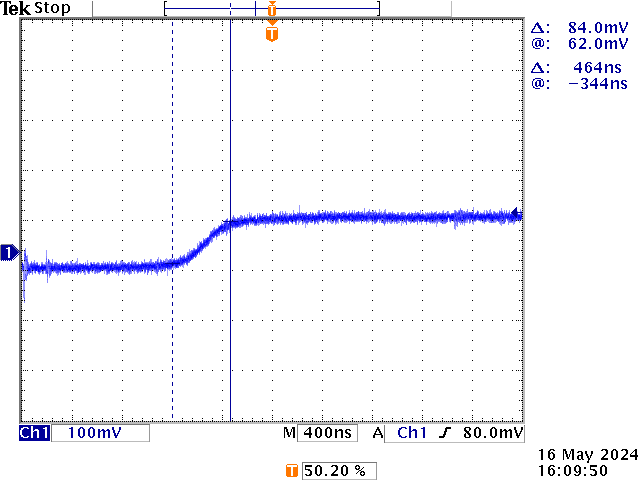 Tek Stop
T
T
Δ: 84.0mV
@: 62.0mV
Δ: 464ns
@: −344ns
1
Ch1 100mV M 400ns A Ch1 80.0mV
16 May 2024
16:09:50
T 50.20 %